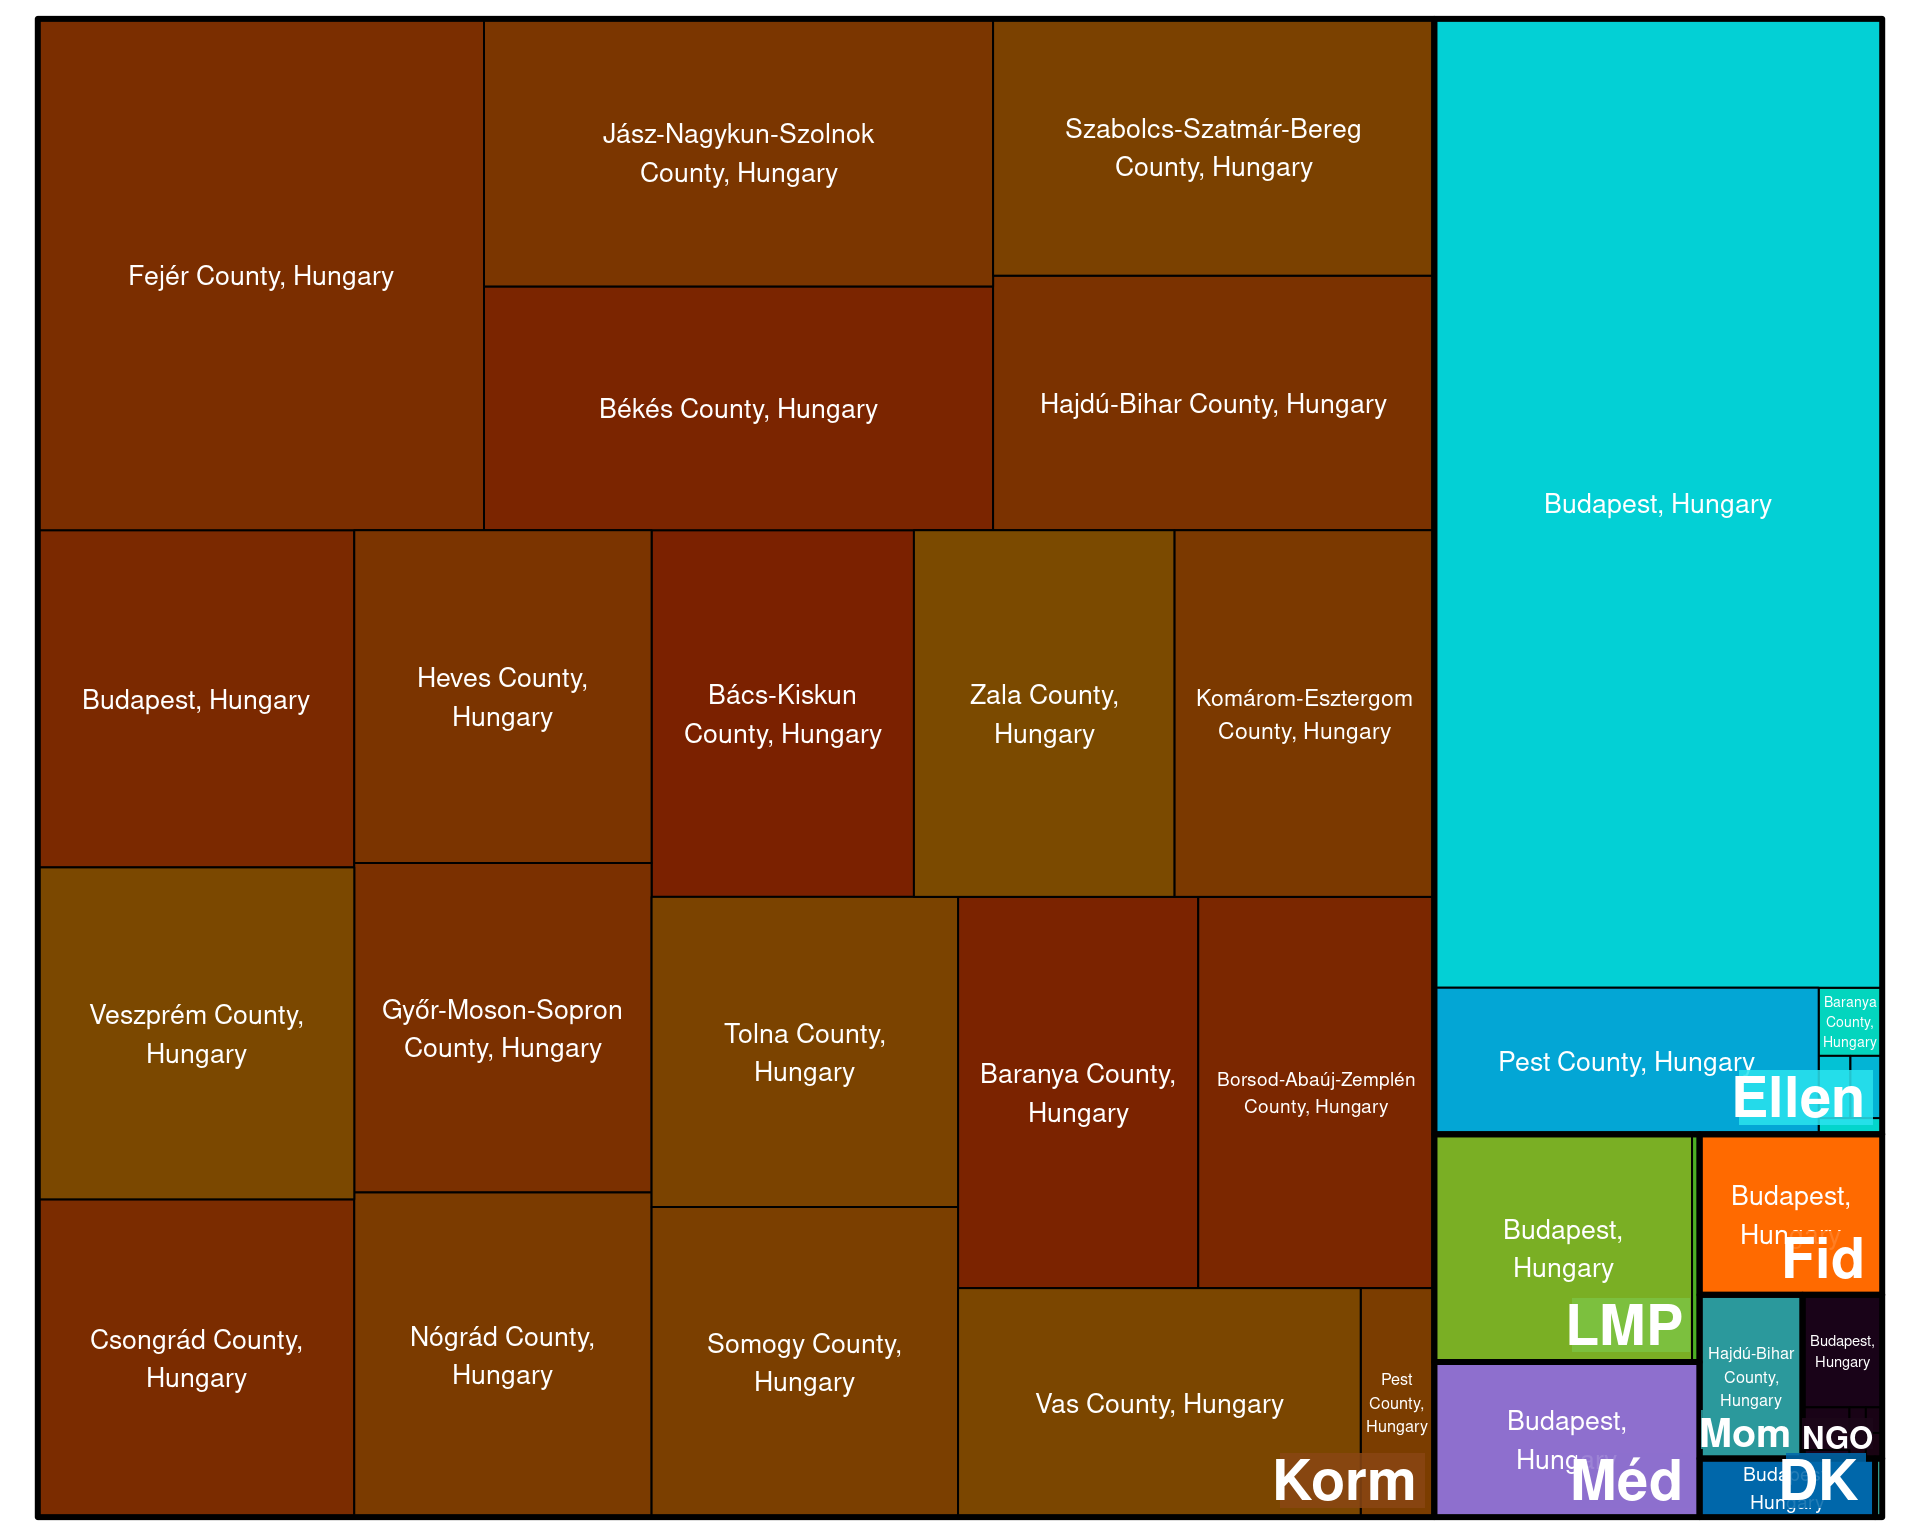 Fejér County, Hungary
Jász-Nagykun-Szolnok
County, Hungary
Szabolcs-Szatmár-Bereg
County, Hungary
Békés County, Hungary
Hajdú-Bihar County, Hungary
Budapest, Hungary
Heves County,
Hungary
Bács-Kiskun
County, Hungary
Zala County,
Hungary
Komárom-Esztergom
County, Hungary
Veszprém County,
Hungary
Győr-Moson-Sopron
County, Hungary
Tolna County,
Hungary
Baranya County,
Hungary
Borsod-Abaúj-Zemplén
County, Hungary
Csongrád County,
Hungary
Nógrád County,
Hungary
Somogy County,
Hungary
Vas County, Hungary
Pest
County,
Hungary
Korm
Budapest, Hungary
Pest County, Hungary
Baranya
County,
Hungary
Ellen
Budapest,
Hungary
LMP
Budapest,
Hungary
Fid
Budapest,
Hungary
Méd
Hajdú-Bihar
County,
Hungary
Mom
Budapest,
Hungary
NGO
Budapest,
Hungary
DK